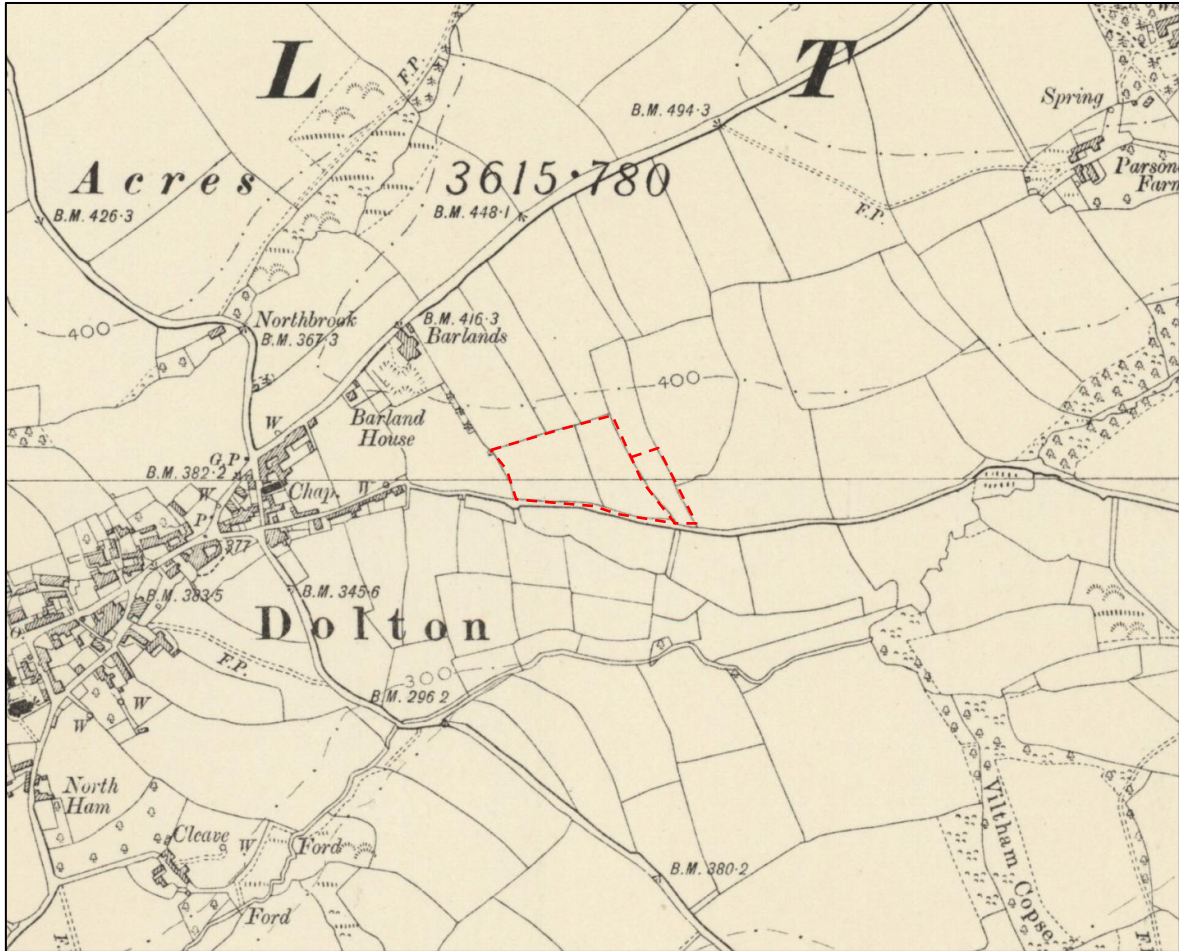 L T
F.P.
B.M. 494·3
Spring
Acres
3615·780
Parson
Farm
B.M. 426·3
B.M. 448·1
F.P.
400
Northbrook
B.M. 367·3
B.M. 416·3
Barlands
400
Barland
House
W
G.P.
B.M. 382·2
W
Chap.
W
P
377
B.M. 383·5
B.M. 345·6
Dolton
F.P.
300
B.M. 296·2
W
W
North
Ham
Cleave
W
Ford
Ford
B.M. 380·2
Viltham Copse
F.